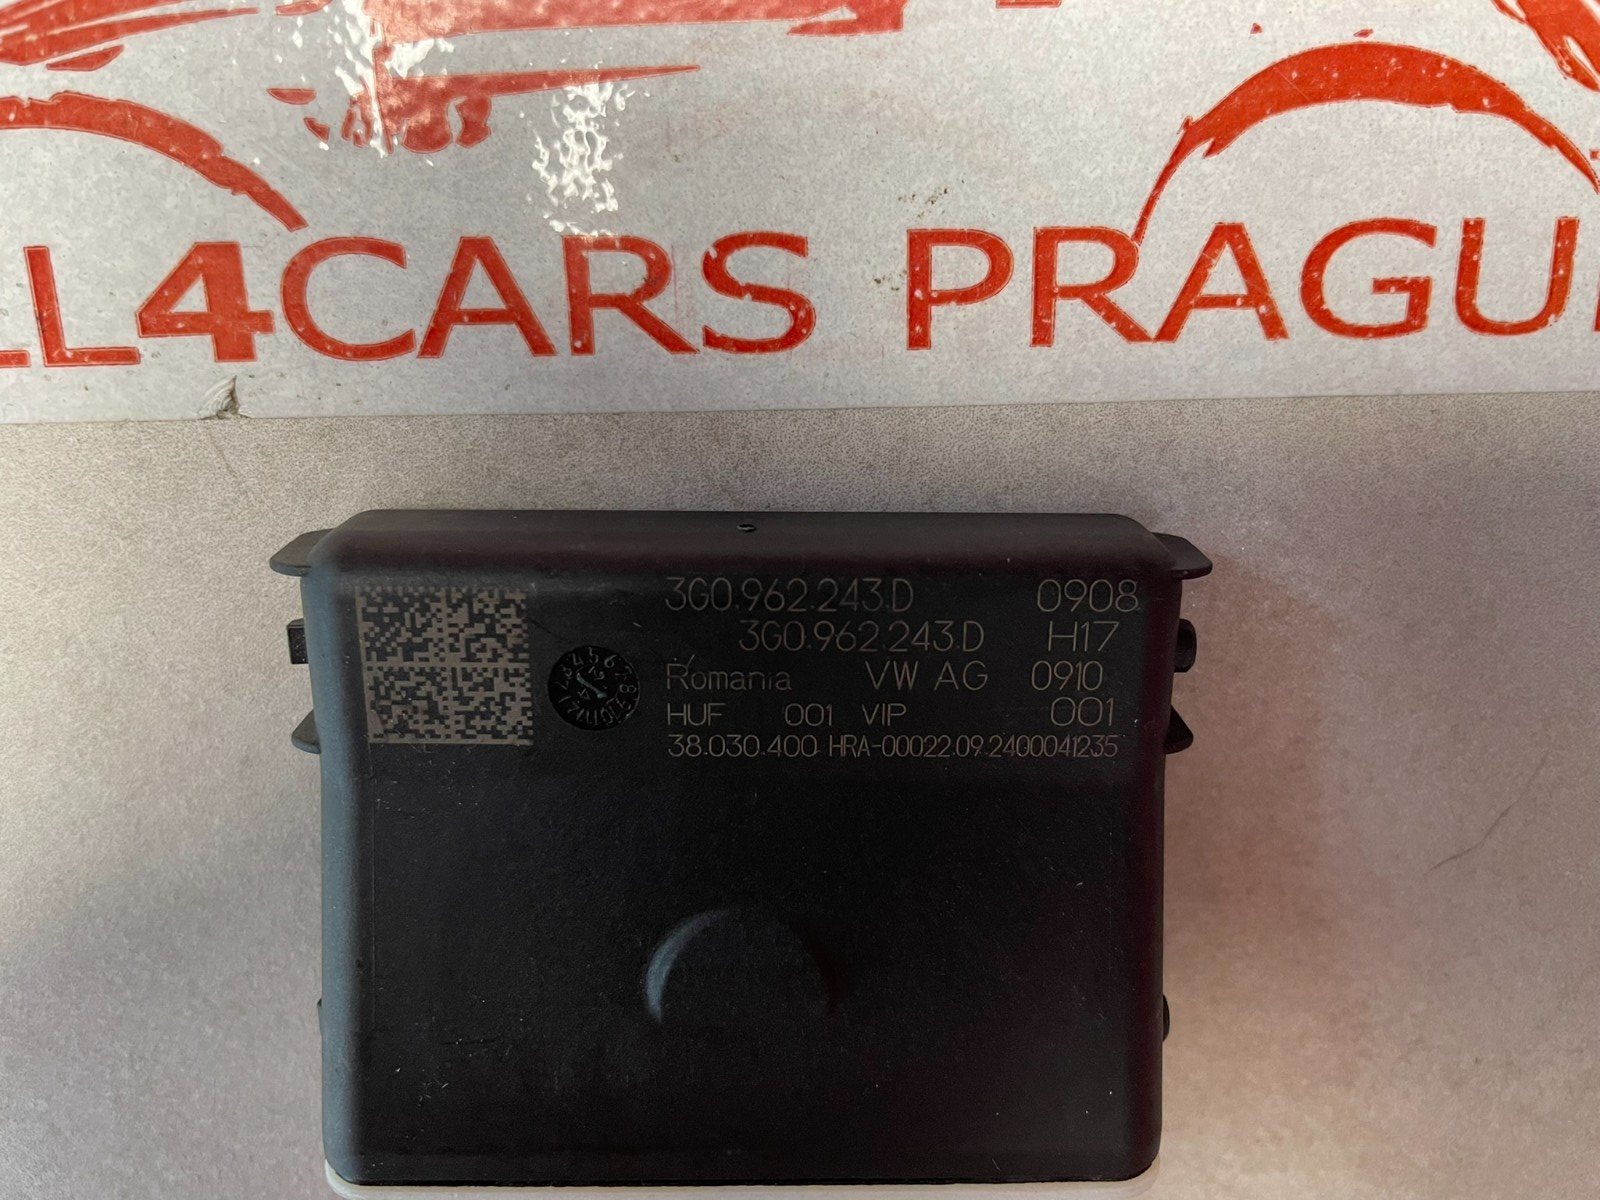 LL4CARS PRAGU
3G0.962.243.D 0908
3G0.962.243.D H17
Romania VW AG 0910
HUF 001 VIP 001
38.030.400 HRA-00022.09.2400041235